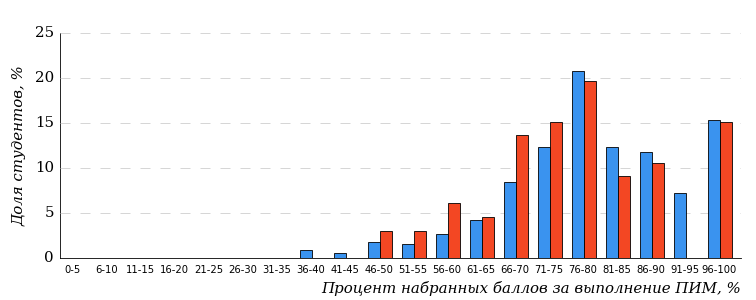 25
20
15
10
5
0
Доля студентов, %
0-5 6-10 11-15 16-20 21-25 26-30 31-35 36-40 41-45 46-50 51-55 56-60 61-65 66-70 71-75 76-80 81-85 86-90 91-95 96-100
Процент набранных баллов за выполнение ПИМ, %